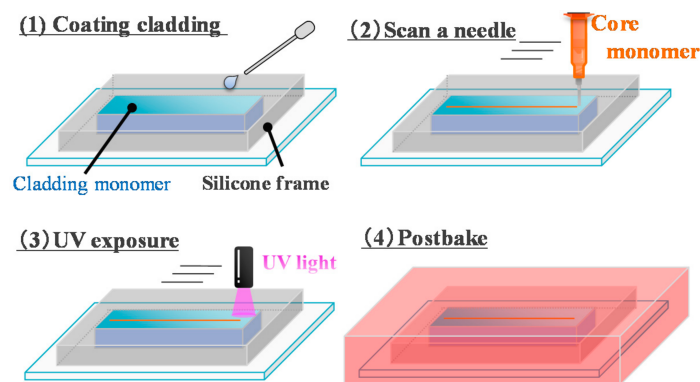 (1) Coating cladding
(2) Scan a needle
Core
monomer
Cladding monomer
Silicone frame
(3) UV exposure
UV light
(4) Postbake